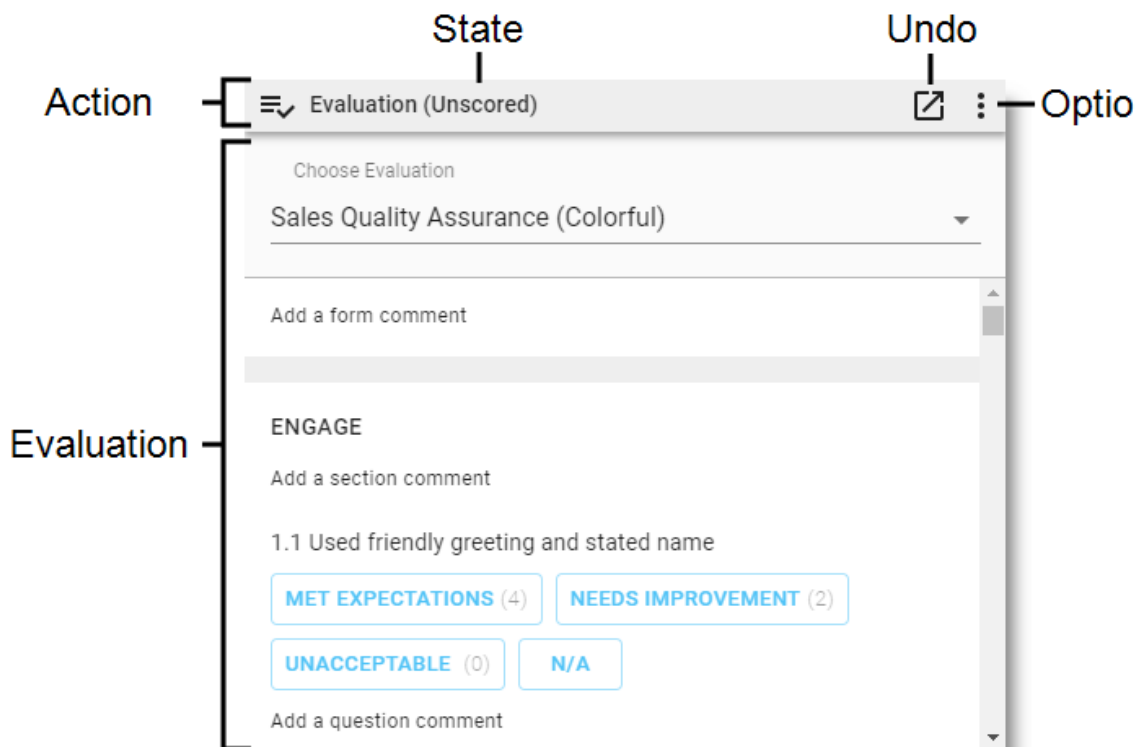 State Undo
Action Evaluation (Unscored) Optio
Choose Evaluation
Sales Quality Assurance (Colorful)
Add a form comment
ENGAGE
Evaluation
Add a section comment
1.1 Used friendly greeting and stated name
MET EXPECTATIONS (4) NEEDS IMPROVEMENT (2)
UNACCEPTABLE (0) N/A
Add a question comment